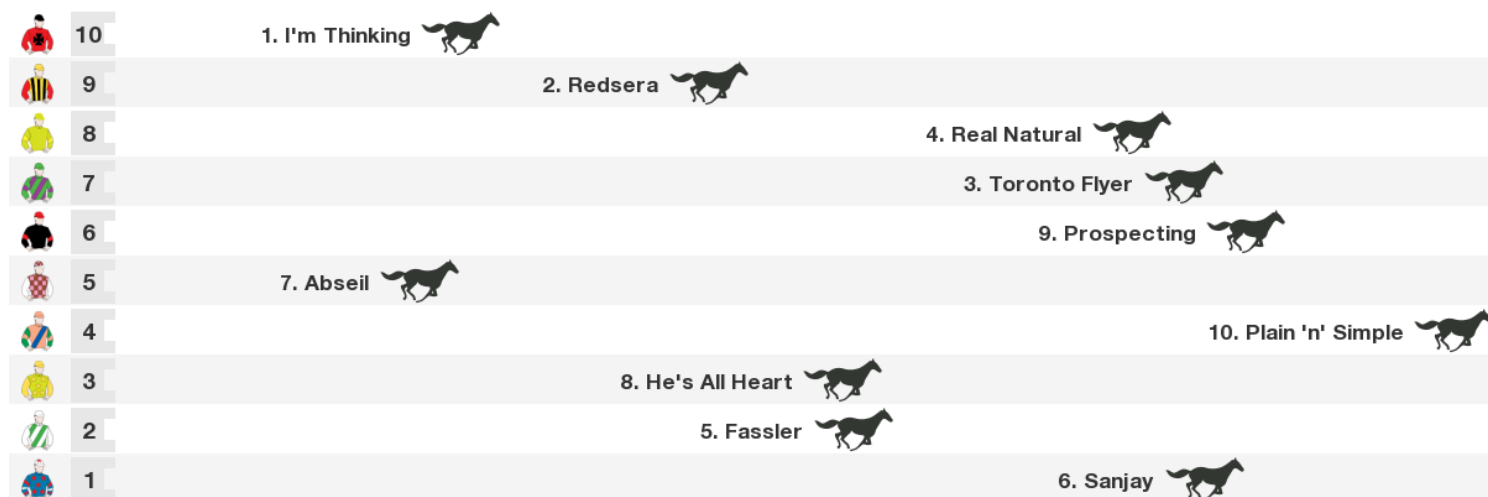 10 1. I'm Thinking
9 2. Redsera
8 4. Real Natural
7 3. Toronto Flyer
6 9. Prospecting
5 7. Abseil
4 10. Plain 'n' Simple
3 8. He's All Heart
2 5. Fassler
1 6. Sanjay